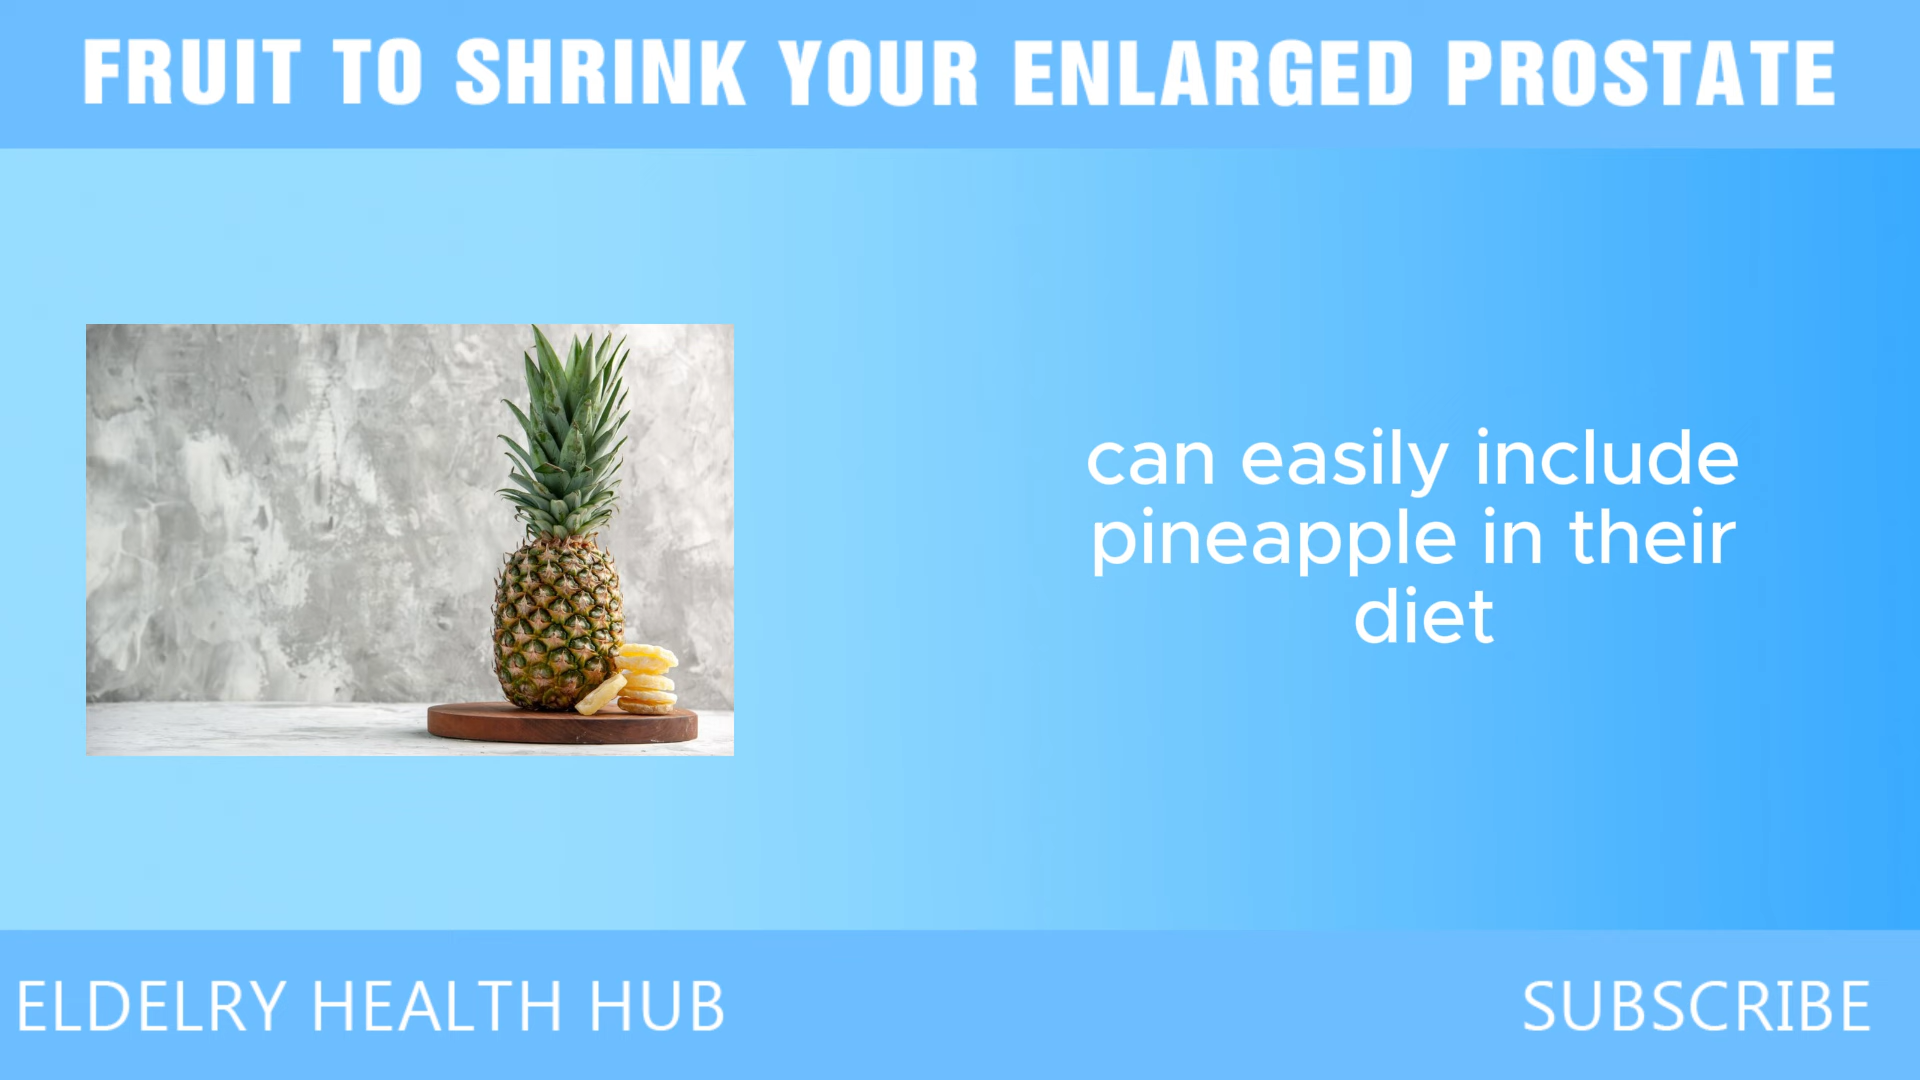 FRUIT TO SHRINK YOUR ENLARGED PROSTATE
can easily include
pineapple in their
diet
ELDELRY HEALTH HUB
SUBSCRIBE